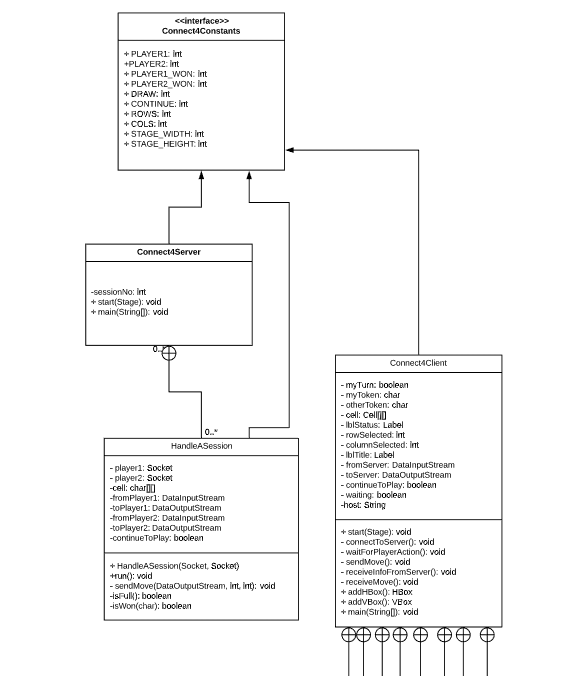 <<interface>>
Connect4Constants
+ PLAYER1: int
+PLAYER2: int
+ PLAYER1_WON: int
+ PLAYER2_WON: int
+ DRAW: int
+ CONTINUE: int
+ ROWS: int
+ COLS: int
+ STAGE_WIDTH: int
+ STAGE_HEIGHT: int
Connect4Server
-sessionNo: int
+ start(Stage): void
+ main(String[]): void
0..*
0..*
HandleASession
- player1: Socket
- player2: Socket
-cell: char[][]
-fromPlayer1: DataInputStream
-toPlayer1: DataOutputStream
-fromPlayer2: DataInputStream
-toPlayer2: DataOutputStream
-continueToPlay: boolean
+ HandleASession(Socket, Socket)
+run(): void
- sendMove(DataOutputStream, int, int): void
-isFull(): boolean
-isWon(char): boolean
Connect4Client
- myTurn: boolean
- myToken: char
- otherToken: char
- cell: Cell[][]
- lblStatus: Label
- rowSelected: int
- columnSelected: int
- lblTitle: Label
- fromServer: DataInputStream
- toServer: DataOutputStream
- continueToPlay: boolean
- waiting: boolean
-host: String
+ start(Stage): void
- connectToServer(): void
- waitForPlayerAction(): void
- sendMove(): void
- receiveInfoFromServer(): void
- receiveMove(): void
+ addHBox(): HBox
+ addVBox(): VBox
+ main(String[]): void